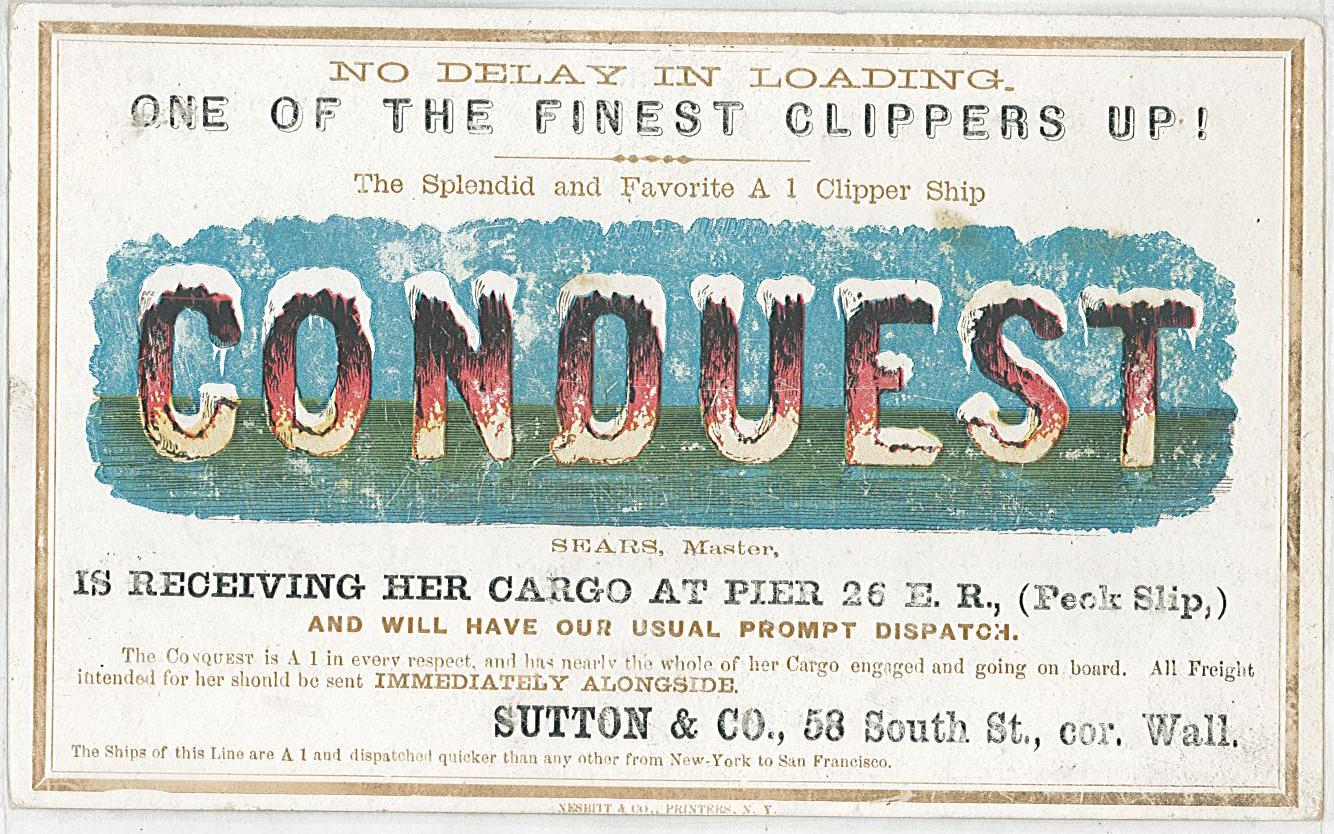 NO DELAY IN LOADING.
ONE OF THE FINEST CLIPPERS UP!
The Splendid and Favorite A 1 Clipper Ship
CONQUEST
SEARS, Master,
IS RECEIVING HER CARGO AT PIER 26 E. R., (Peck Slip,)
AND WILL HAVE OUR USUAL PROMPT DISPATCH.
The CONQUEST is A 1 in every respect, and has nearly the whole of her Cargo engaged and going on board. All Freight
intended for her should be sent IMMEDIATELY ALONGSIDE.
SUTTON & CO., 58 South St., cor. Wall.
The Ships of this Line are A 1 and dispatched quicker than any other from New-York to San Francisco.
NESBITT & CO., PRINTERS, N. Y.